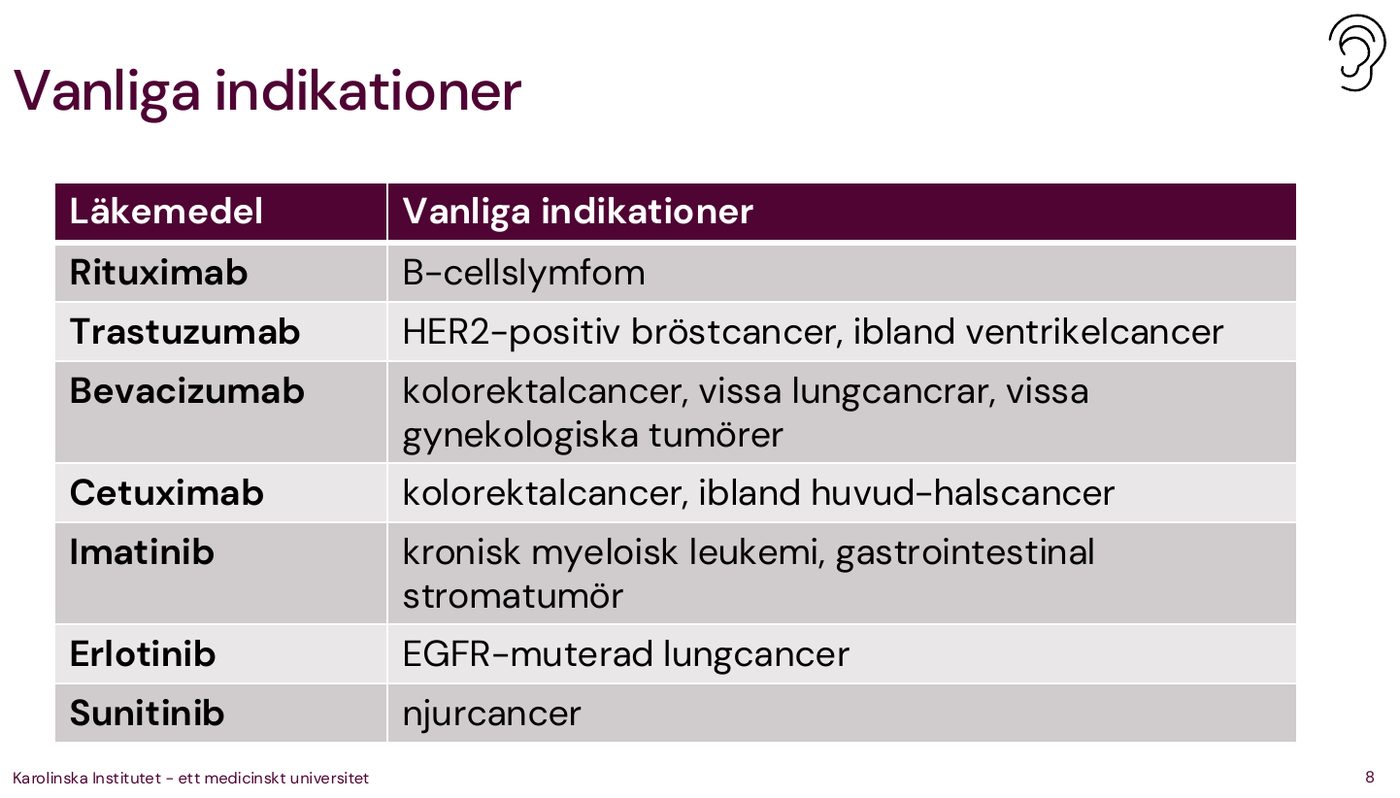 Vanliga indikationer
Läkemedel Vanliga indikationer
Rituximab B-cellslymfom
Trastuzumab HER2-positiv bröstcancer, ibland ventrikelcancer
Bevacizumab kolorektalcancer, vissa lungcancrar, vissa
gynekologiska tumörer
Cetuximab kolorektalcancer, ibland huvud-halscancer
Imatinib kronisk myeloisk leukemi, gastrointestinal
stromatumör
Erlotinib EGFR-muterad lungcancer
Sunitinib njurcancer
Karolinska Institutet - ett medicinskt universitet 8